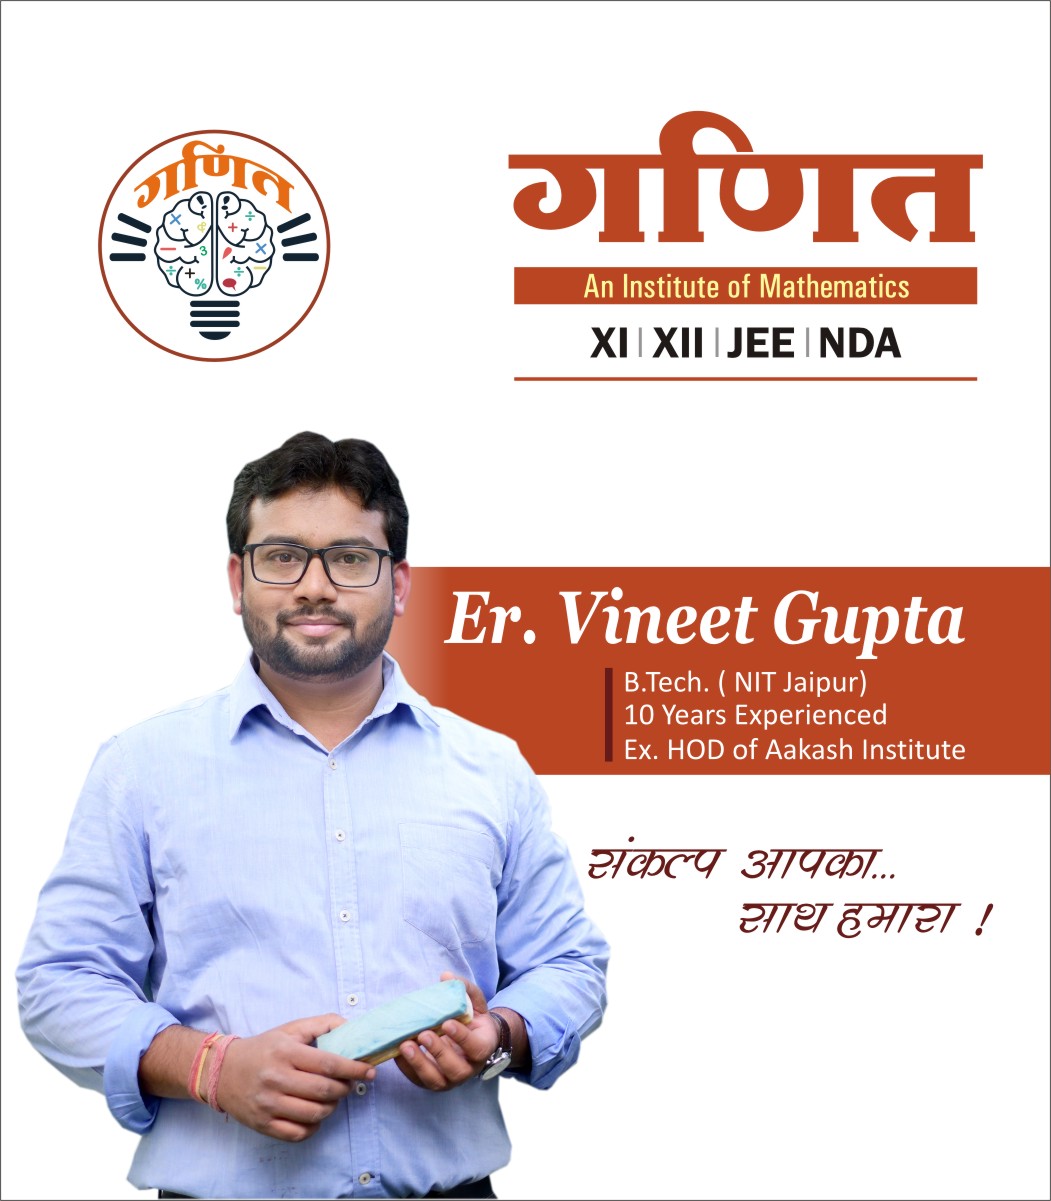 गणित
गणित
An Institute of Mathematics
XI | XII | JEE | NDA
Er. Vineet Gupta
B.Tech. ( NIT Jaipur)
10 Years Experienced
Ex. HOD of Aakash Institute
संकल्प आपका...
साथ हमारा !